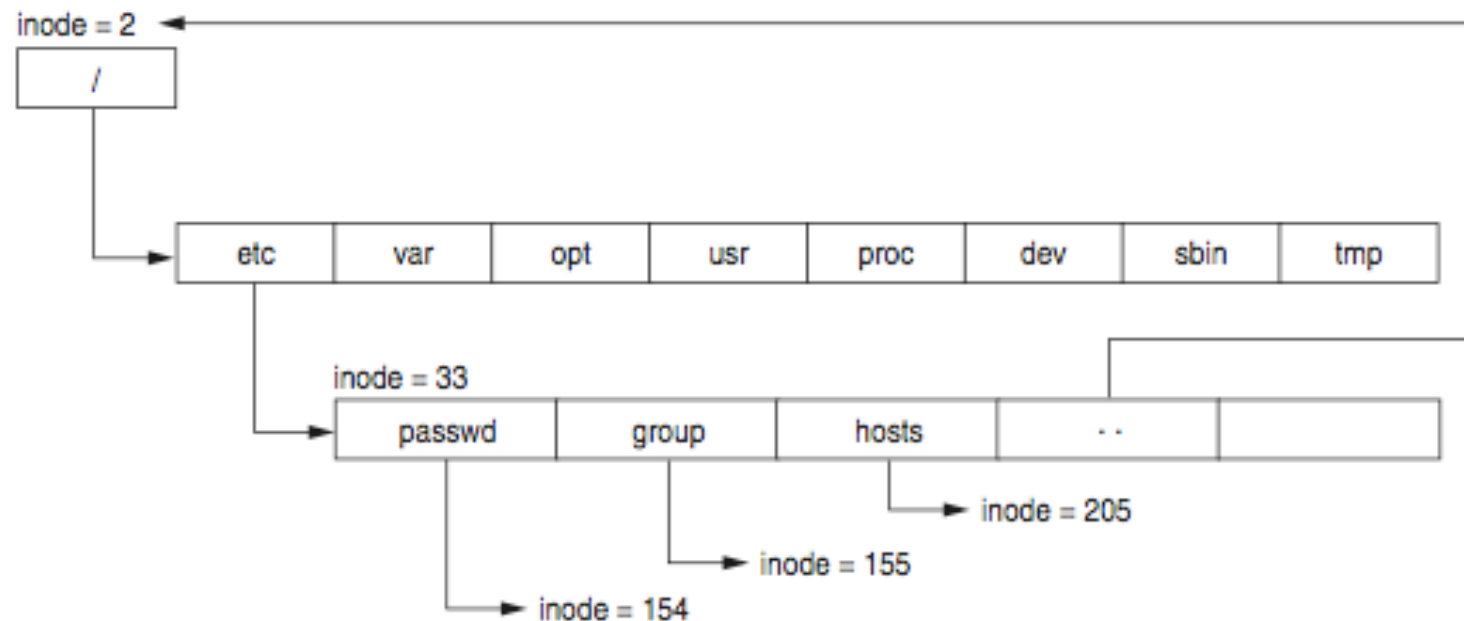 inode = 2
/
etc var opt usr proc dev sbin tmp
inode = 33
passwd group hosts ..
inode = 205
inode = 155
inode = 154